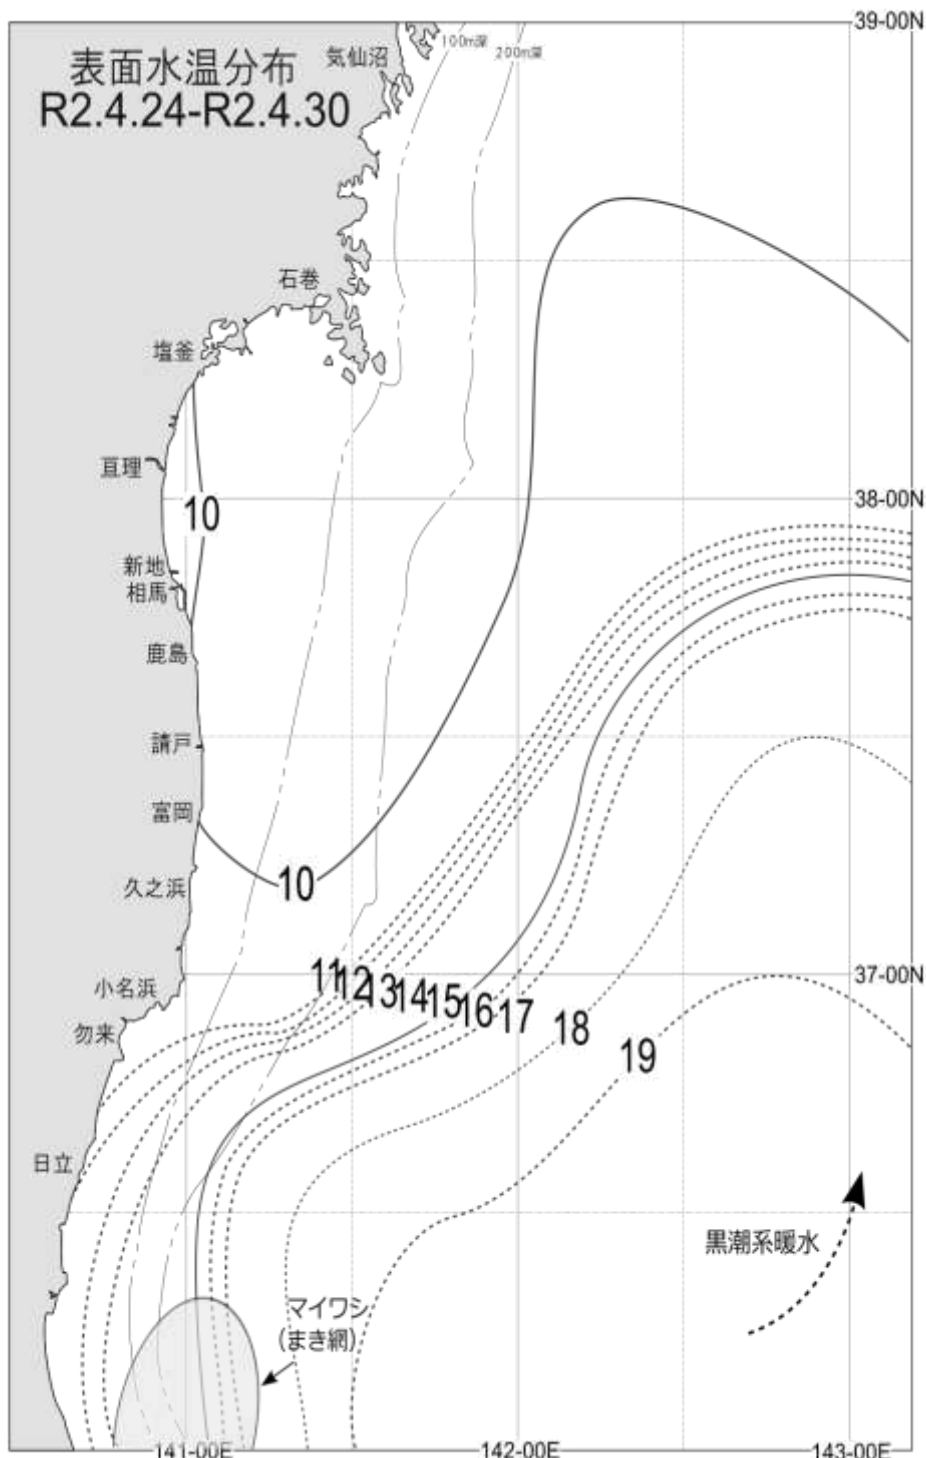 表面水温分布
R2.4.24-R2.4.30
気仙沼
100m深
200m深
39-00N
石巻
塩釜
亘理
10
38-00N
新地
相馬
鹿島
請戸
富岡
久之浜
10
小名浜
勿来
11
12
13
14
15
16
17
18
19
37-00N
日立
黒潮系暖水
マイワシ
(まき網)
141-00E
142-00E
143-00E